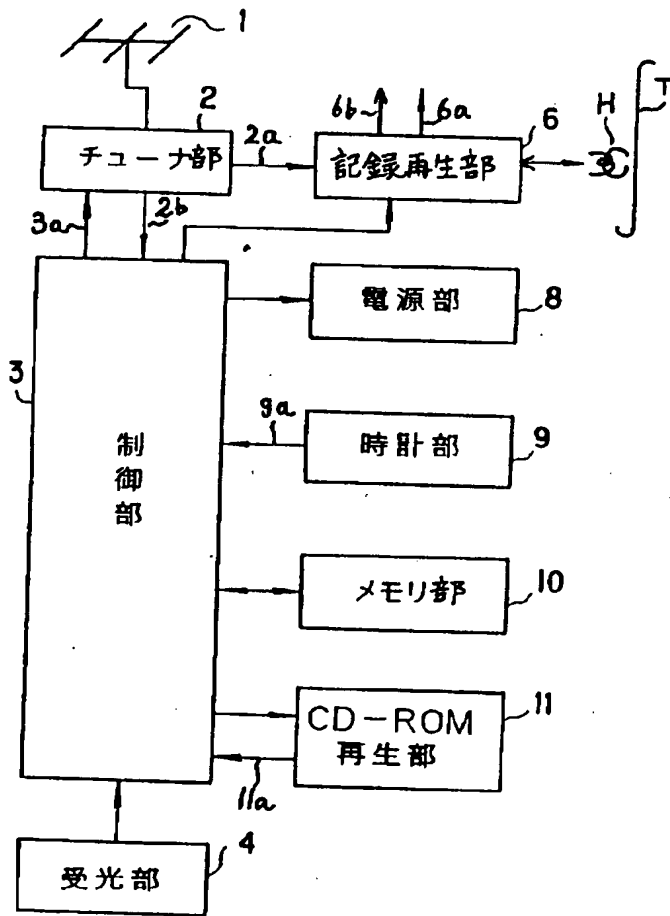 1
2
チューナ部
2a
6b
6a
6
記録再生部
H
T
3a
2b
電源部
8
3
制御部
9a
時計部
9
メモリ部
10
CD-ROM
再生部
11
11a
受光部
4